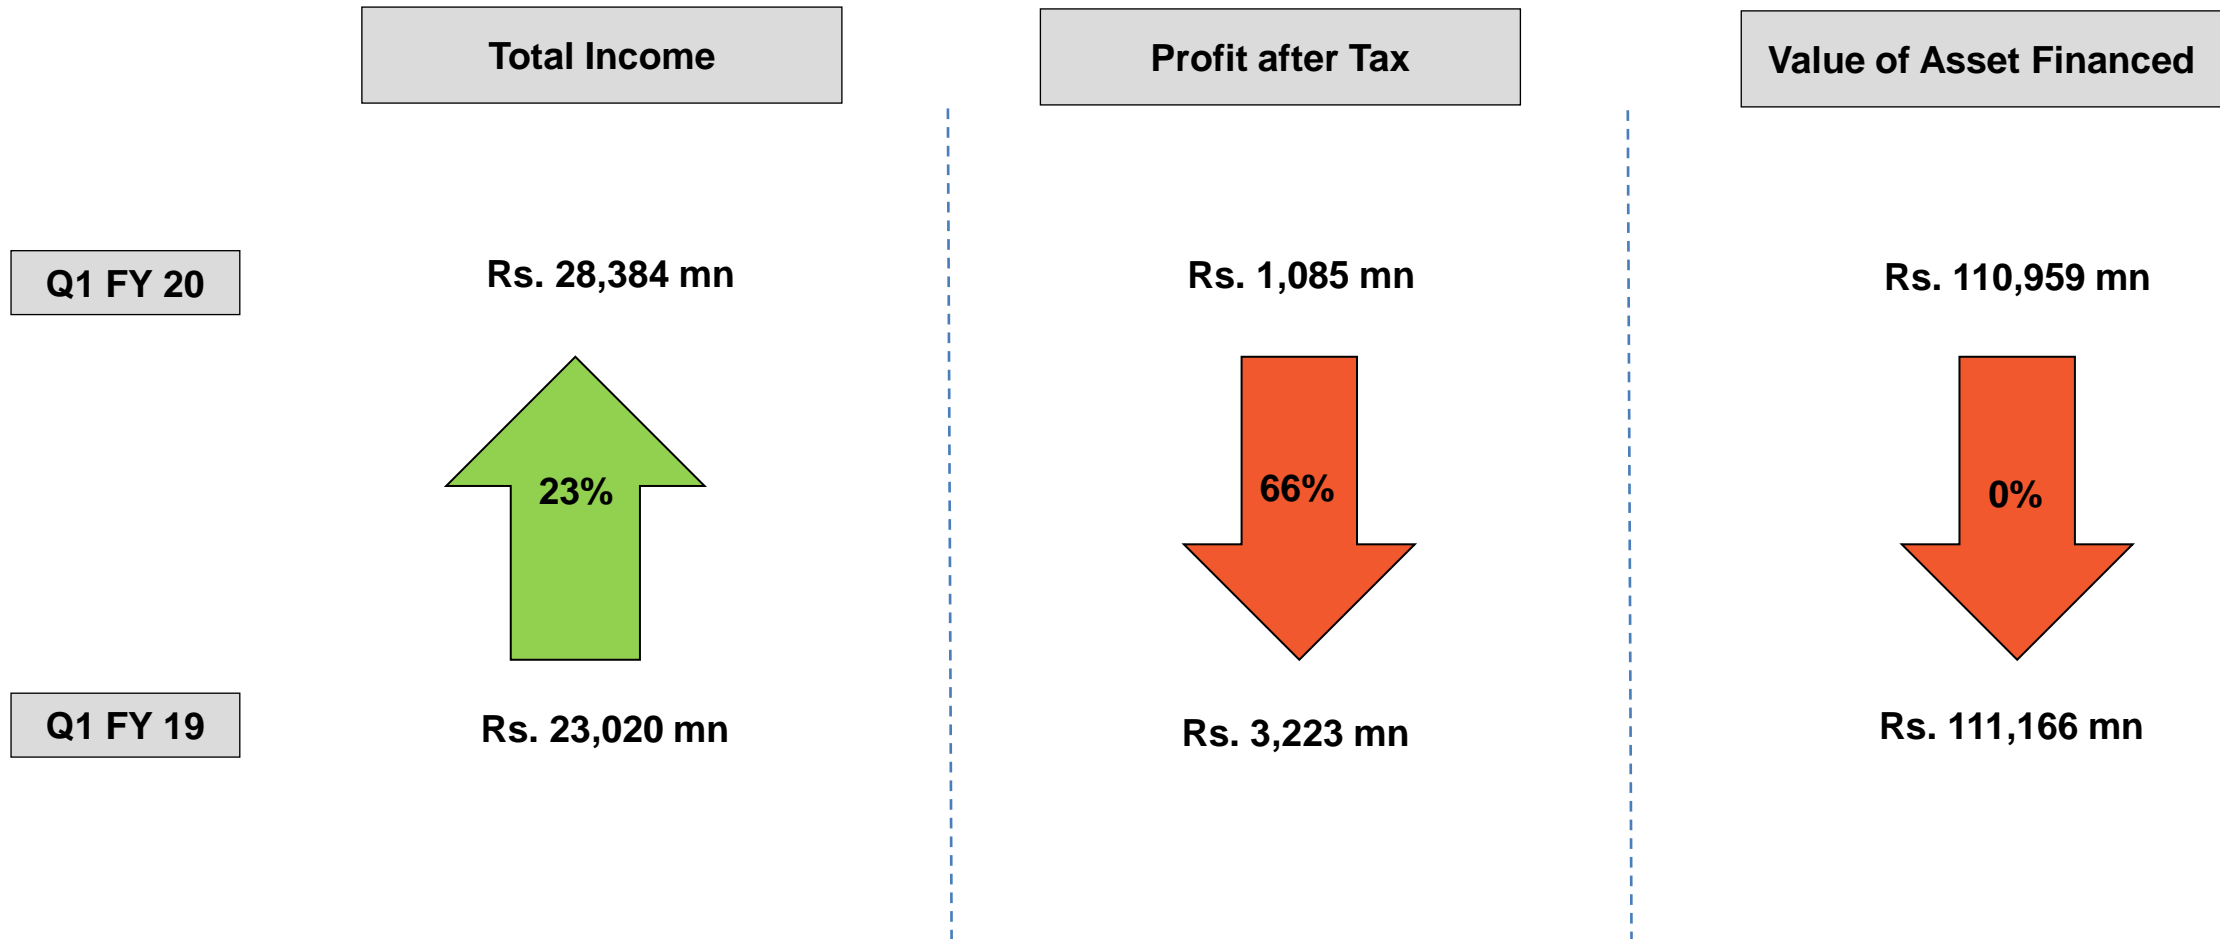 Total Income
Profit after Tax
Value of Asset Financed
Q1 FY 20
Rs. 28,384 mn
Rs. 1,085 mn
Rs. 110,959 mn
23%
66%
0%
Q1 FY 19
Rs. 23,020 mn
Rs. 3,223 mn
Rs. 111,166 mn